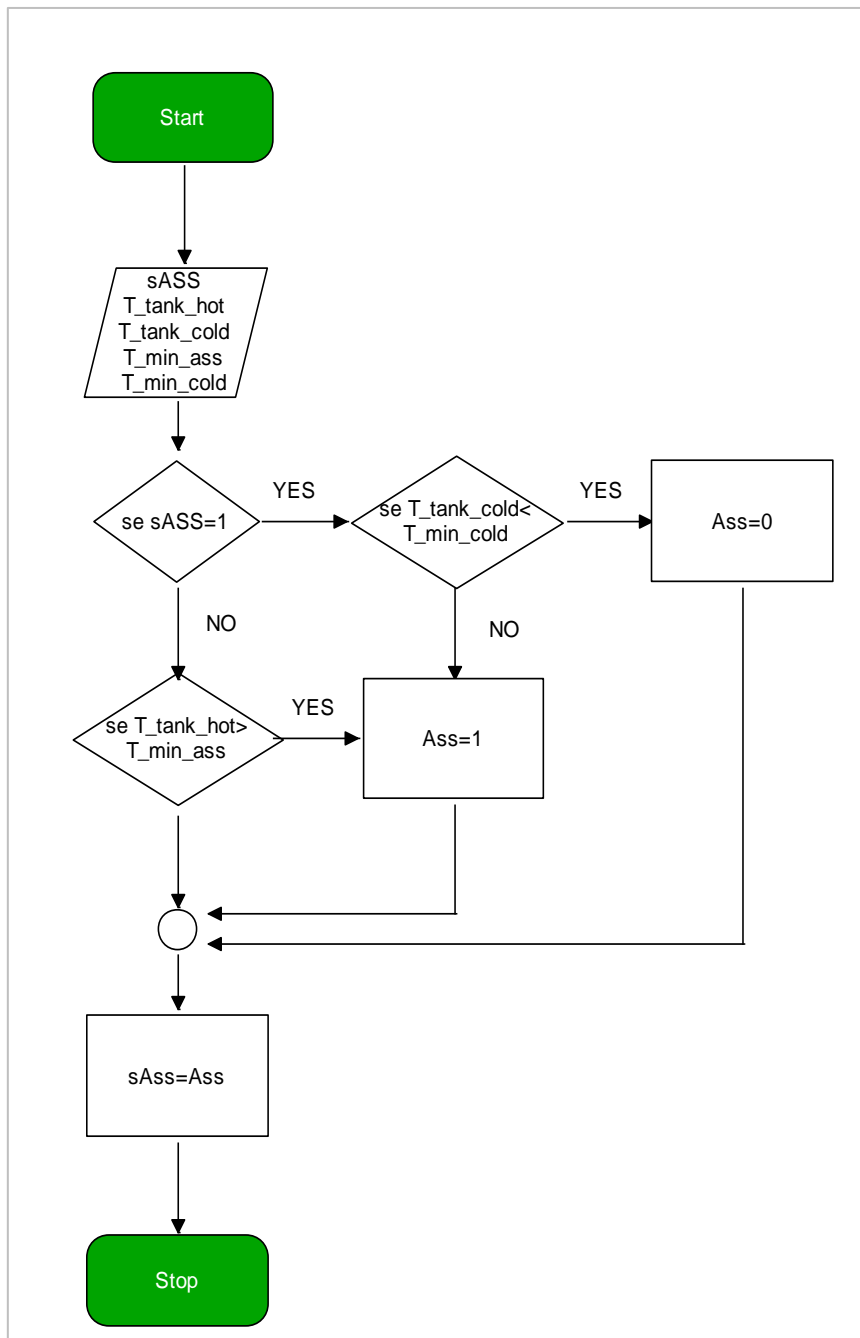 Start
sASS
T_tank_hot
T_tank_cold
T_min_ass
T_min_cold
se sASS=1
YES
se T_tank_cold<
T_min_cold
YES
Ass=0
NO
NO
se T_tank_hot>
T_min_ass
YES
Ass=1
sAss=Ass
Stop